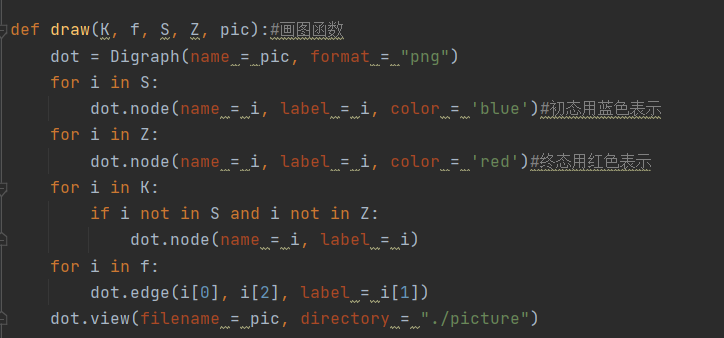 def draw(K, f, S, Z, pic):#画图函数
    dot = Digraph(name = pic, format = "png")
    for i in S:
        dot.node(name = i, label = i, color = 'blue')#初态用蓝色表示
    for i in Z:
        dot.node(name = i, label = i, color = 'red')#终态用红色表示
    for i in K:
        if i not in S and i not in Z:
            dot.node(name = i, label = i)
    for i in f:
        dot.edge(i[0], i[2], label = i[1])
    dot.view(filename = pic, directory = "./picture")